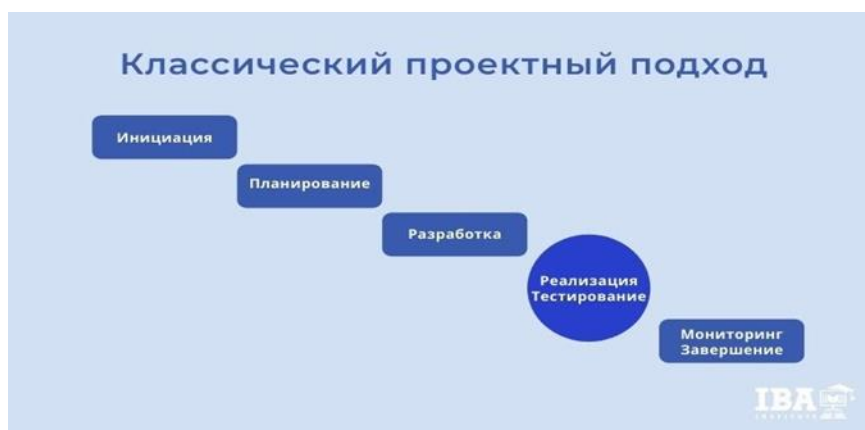 Классический проектный подход
Инициация
Планирование
Разработка
Реализация
Тестирование
Мониторинг
Завершение
IBA